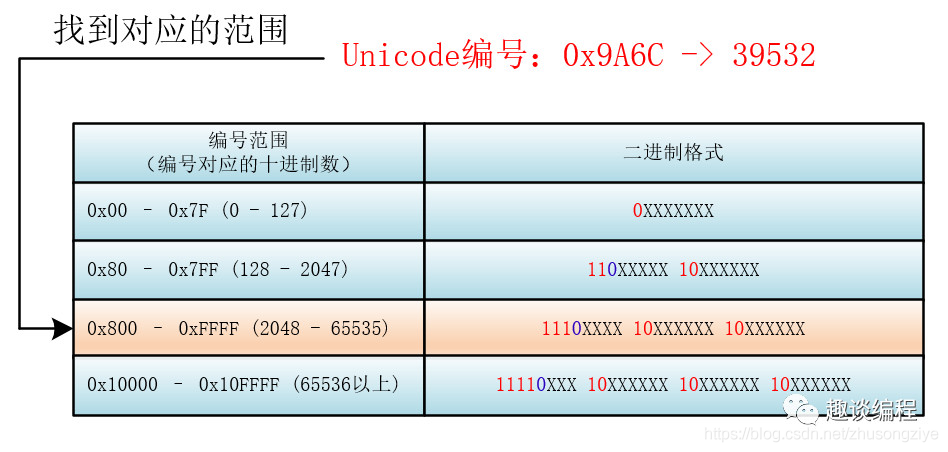 找到对应的范围
Unicode编号：0x9A6C -> 39532
编号范围
（编号对应的十进制数）
二进制格式
0x00 - 0x7F (0 - 127)
0XXXXXXX
0x80 - 0x7FF (128 - 2047)
110XXXXX 10XXXXXX
0x800 - 0xFFFF (2048 - 65535)
1110XXXX 10XXXXXX 10XXXXXX
0x10000 - 0x10FFFF (65536以上)
11110XXX 10XXXXXX 10XXXXXX 10XXXXXX
趣谈编程
https://blog.csdn.net/zhusongziye